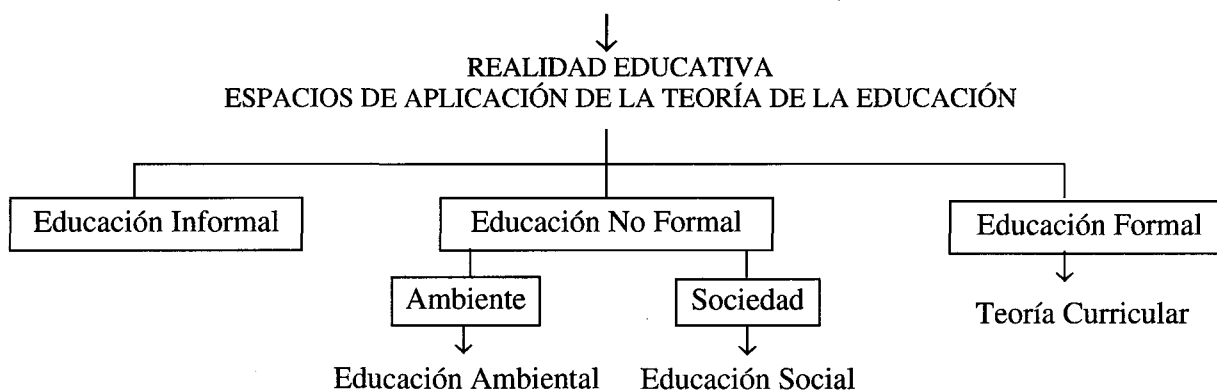 REALIDAD EDUCATIVA
ESPACIOS DE APLICACIÓN DE LA TEORÍA DE LA EDUCACIÓN
Educación Informal
Educación No Formal
Educación Formal
Ambiente
Sociedad
Teoría Curricular
Educación Ambiental
Educación Social